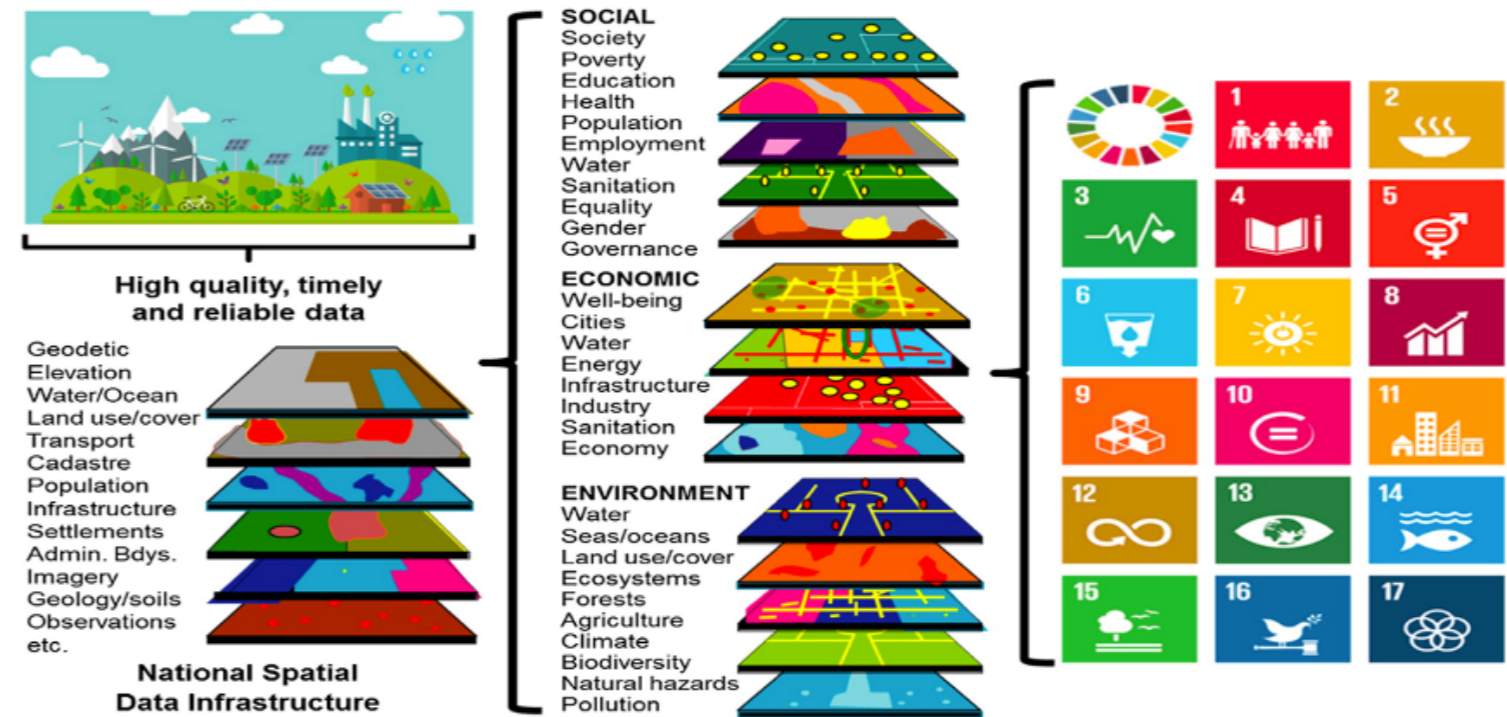 High quality, timely
and reliable data
Geodetic
Elevation
Water/Ocean
Land use/cover
Transport
Cadastre
Population
Infrastructure
Settlements
Admin. Bdys.
Imagery
Geology/soils
Observations
etc.
National Spatial
Data Infrastructure
SOCIAL
Society
Poverty
Education
Health
Population
Employment
Water
Sanitation
Equality
Gender
Governance
ECONOMIC
Well-being
Cities
Water
Energy
Infrastructure
Industry
Sanitation
Economy
ENVIRONMENT
Water
Seas/oceans
Land use/cover
Ecosystems
Forests
Agriculture
Climate
Biodiversity
Natural hazards
Pollution
1
2
3
4
5
6
7
8
9
10
11
12
13
14
15
16
17